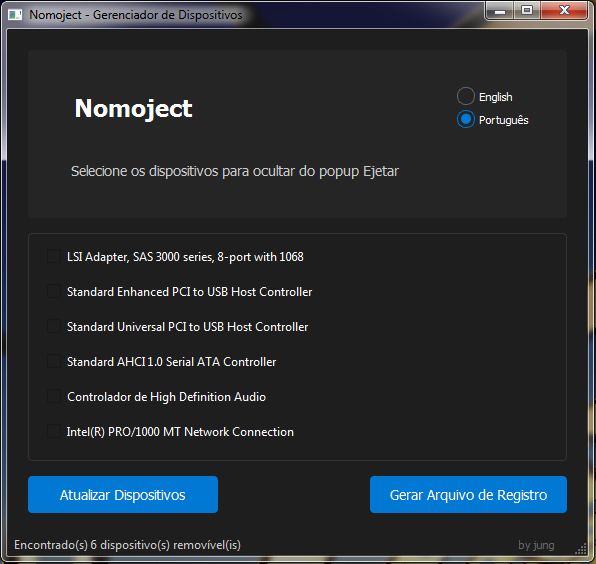 Nomoject - Gerenciador de Dispositivos
Nomoject
English
Português
Selecione os dispositivos para ocultar do popup Ejetar
LSI Adapter, SAS 3000 series, 8-port with 1068
Standard Enhanced PCI to USB Host Controller
Standard Universal PCI to USB Host Controller
Standard AHCI 1.0 Serial ATA Controller
Controlador de High Definition Audio
Intel(R) PRO/1000 MT Network Connection
Atualizar Dispositivos
Gerar Arquivo de Registro
Encontrado(s) 6 dispositivo(s) removível(is)
by jung